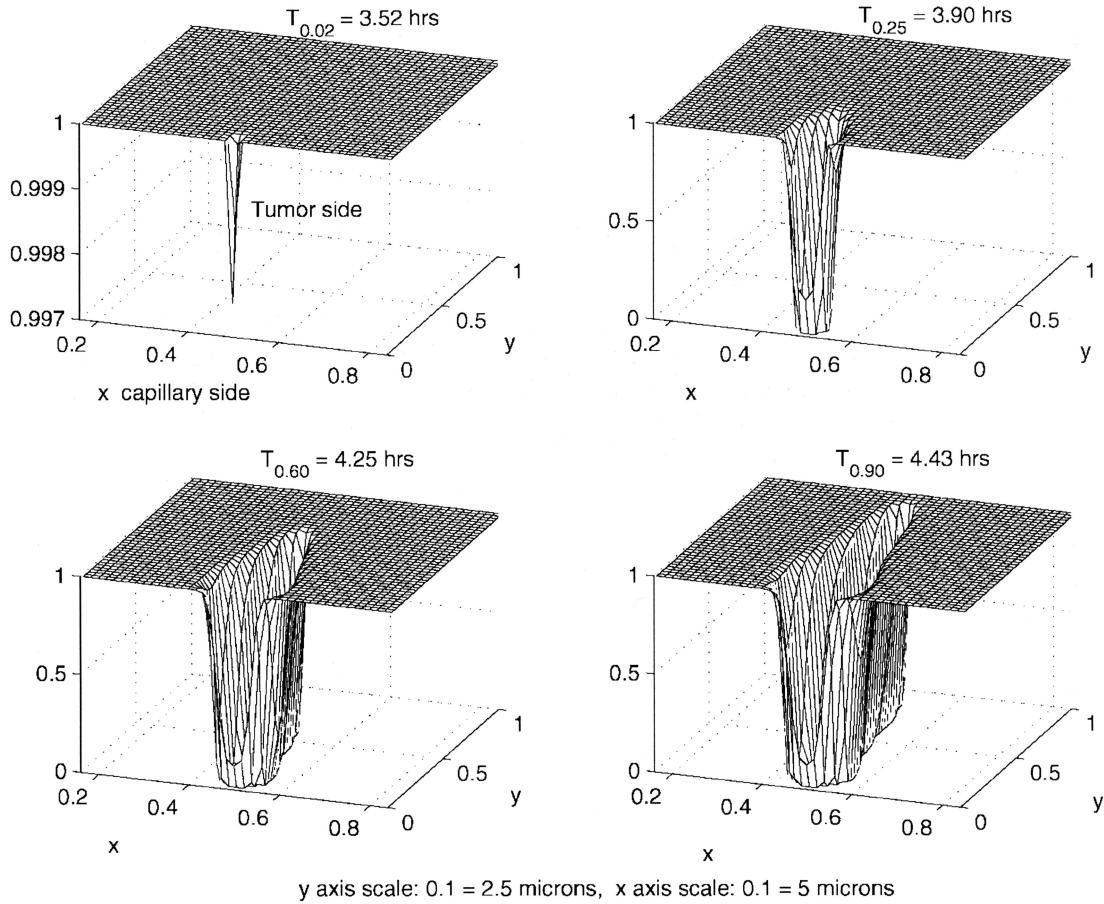 T0.02 = 3.52 hrs
1
0.999
0.998
0.997
Tumor side
0.2
0.4
0.6
0.8
0
0.5
1
y
x capillary side
T0.25 = 3.90 hrs
1
0.5
0
0.2
0.4
0.6
0.8
0
0.5
1
y
x
T0.60 = 4.25 hrs
1
0.5
0
0.2
0.4
0.6
0.8
0
0.5
1
y
x
T0.90 = 4.43 hrs
1
0.5
0
0.2
0.4
0.6
0.8
0
0.5
1
y
x
y axis scale: 0.1 = 2.5 microns, x axis scale: 0.1 = 5 microns